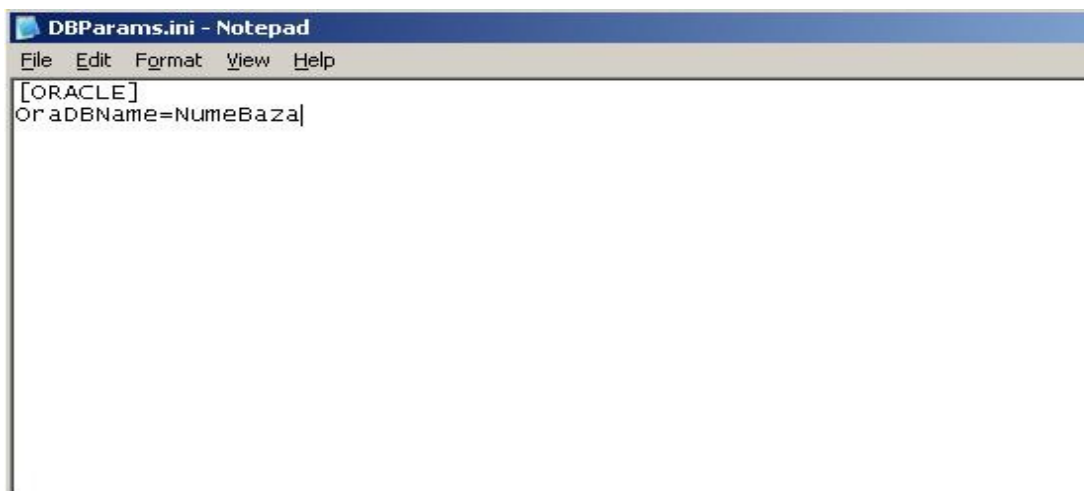 DBParams.ini - Notepad
File Edit Format View Help
[ORACLE]
OraDBName=NumeBaza